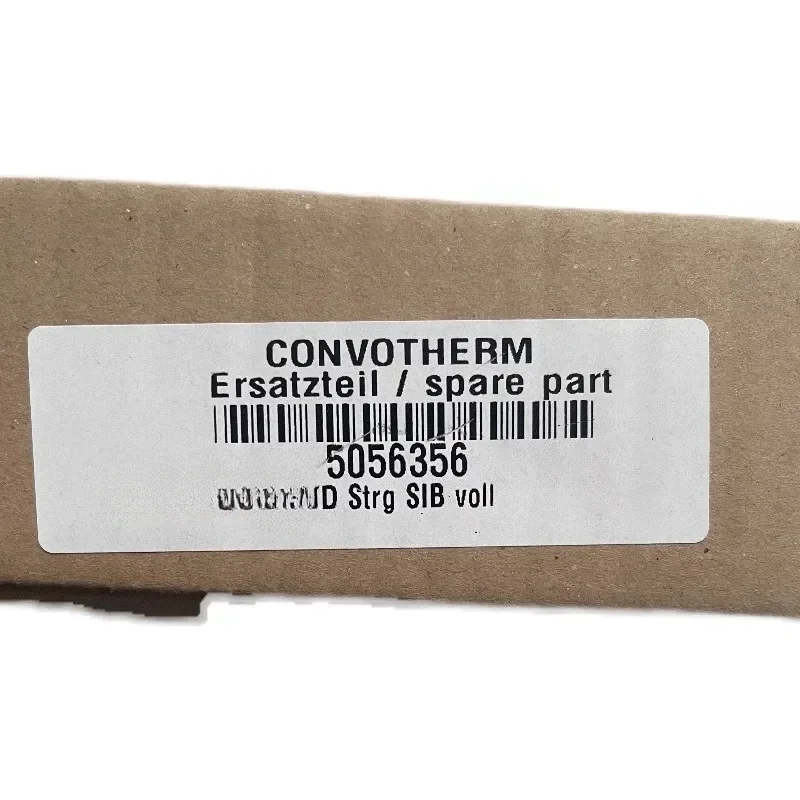 CONVOTHERM
Ersatzteil / spare part
5056356
Strg SIB voll